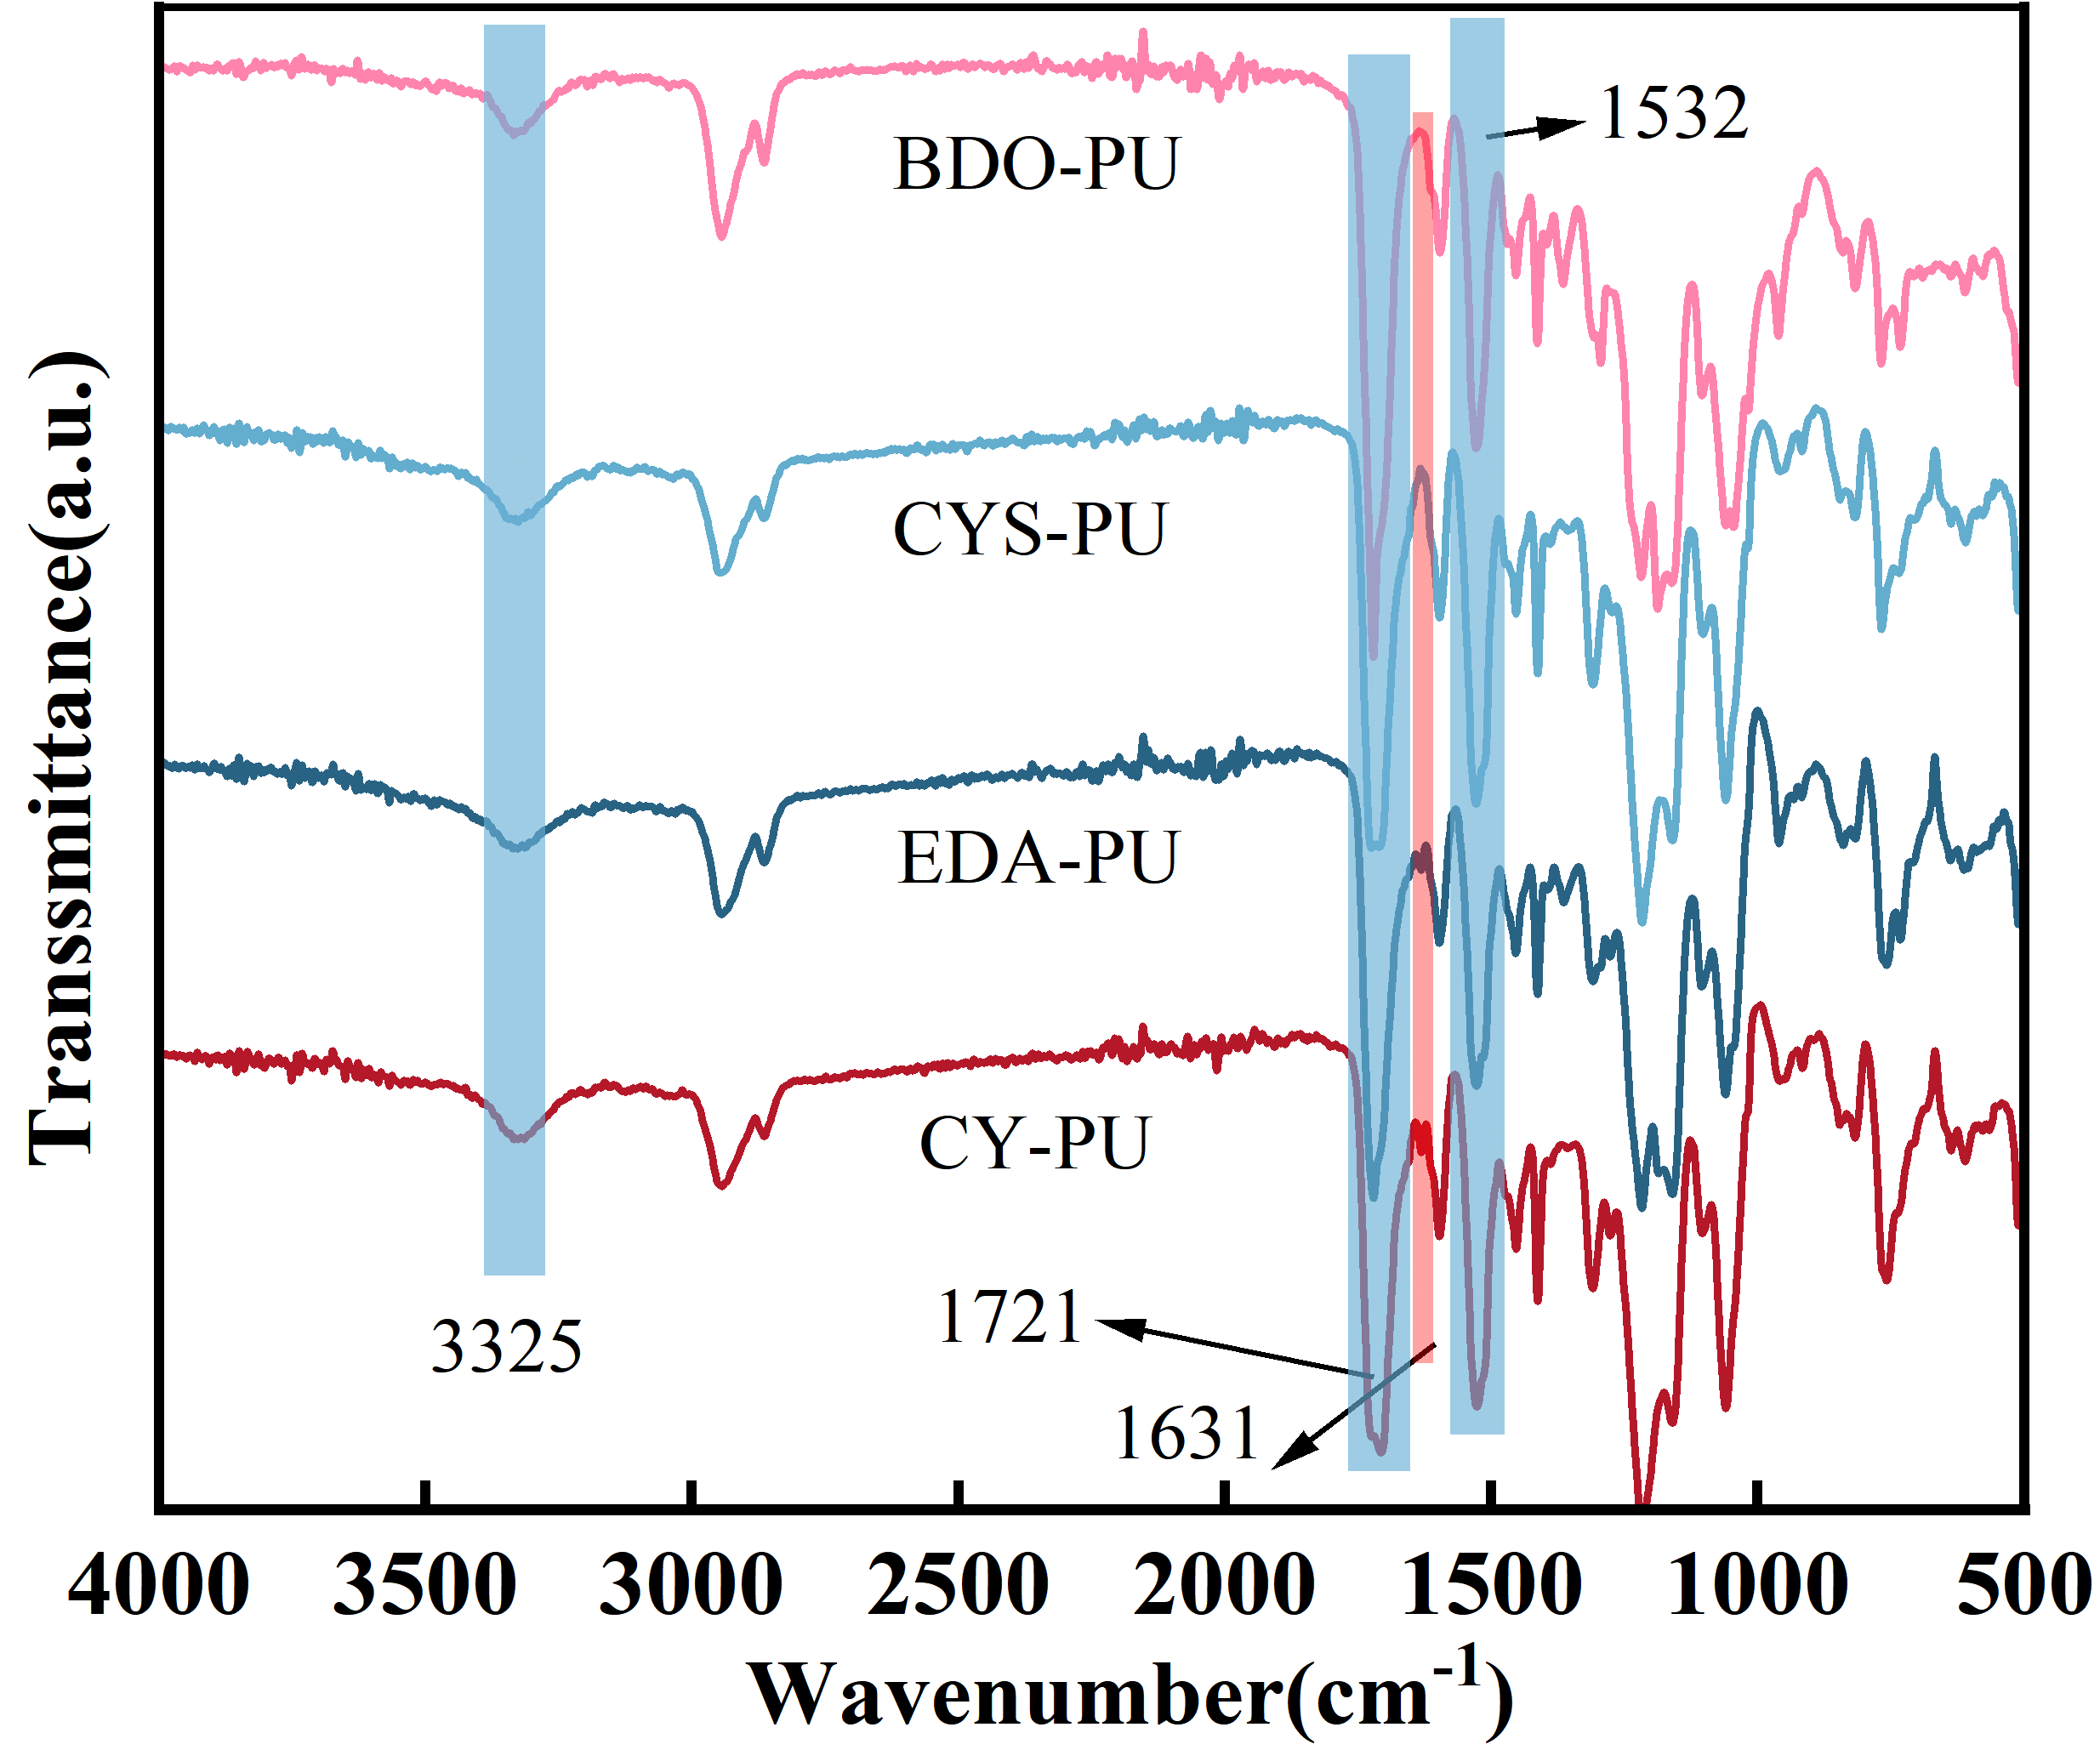 1532
BDO-PU
CYS-PU
EDA-PU
CY-PU
1721
3325
1631
Transsmittance(a.u.)
4000 3500 3000 2500 2000 1500 1000 500
Wavenumber(cm⁻¹)